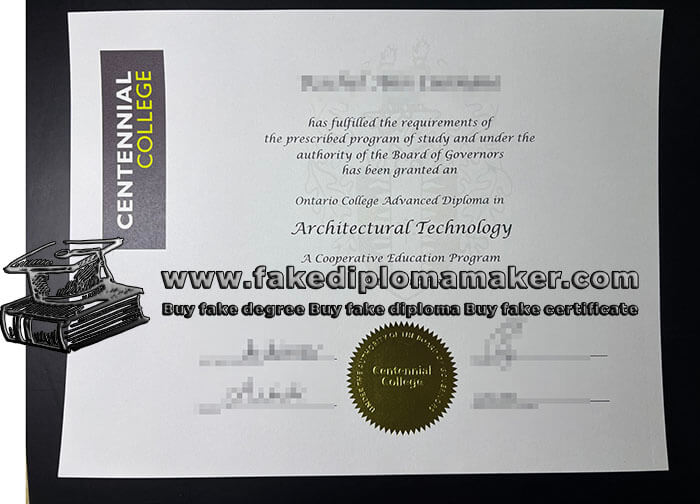 CENTENNIAL
COLLEGE
has fulfilled the requirements of
the prescribed program of study and under the
authority of the Board of Governors
has been granted an
Ontario College Advanced Diploma in
Architectural Technology
A Cooperative Education Program
www.fakediplomamaker.com
Buy fake degree Buy fake diploma Buy fake certificate
Centennial
College